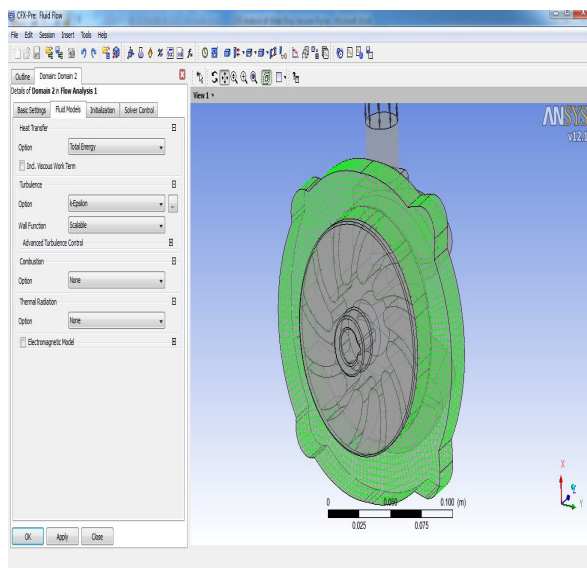 CFX-Pre: Fluid Flow
File Edit Session Insert Tools Help
Outline Domain: Domain 2
Details of Domain 2 in Flow Analysis 1
Basic Settings Fluid Models Initialization Solver Control
Heat Transfer
Option Total Energy
Incl. Viscous Work Term
Turbulence
Option k-Epsilon
Wall Function Scalable
Advanced Turbulence Control
Combustion
Option None
Thermal Radiation
Option None
Electromagnetic Model
OK Apply Close
View 1
ANSYS
v12.1
X
Y
0 0.050 0.100 (m)
0.025 0.075